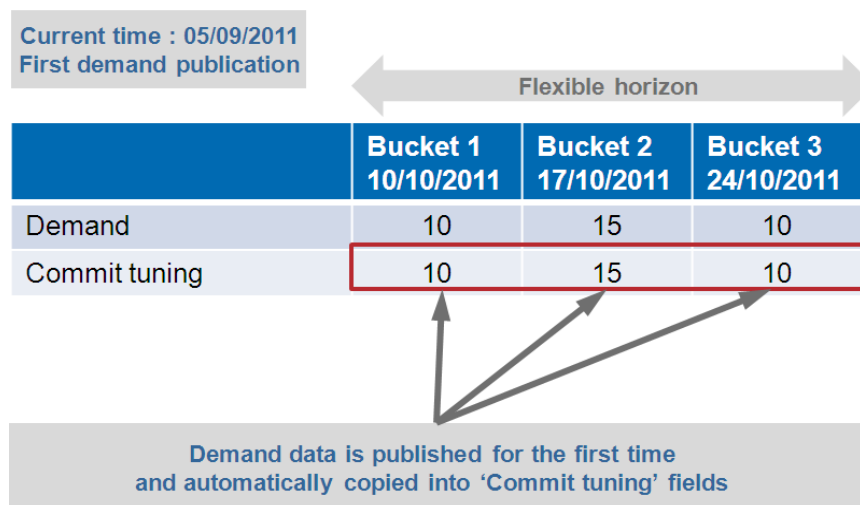 Current time : 05/09/2011
First demand publication
Flexible horizon
Bucket 1 Bucket 2 Bucket 3
10/10/2011 17/10/2011 24/10/2011
Demand 10 15 10
Commit tuning 10 15 10
Demand data is published for the first time
and automatically copied into ‘Commit tuning’ fields